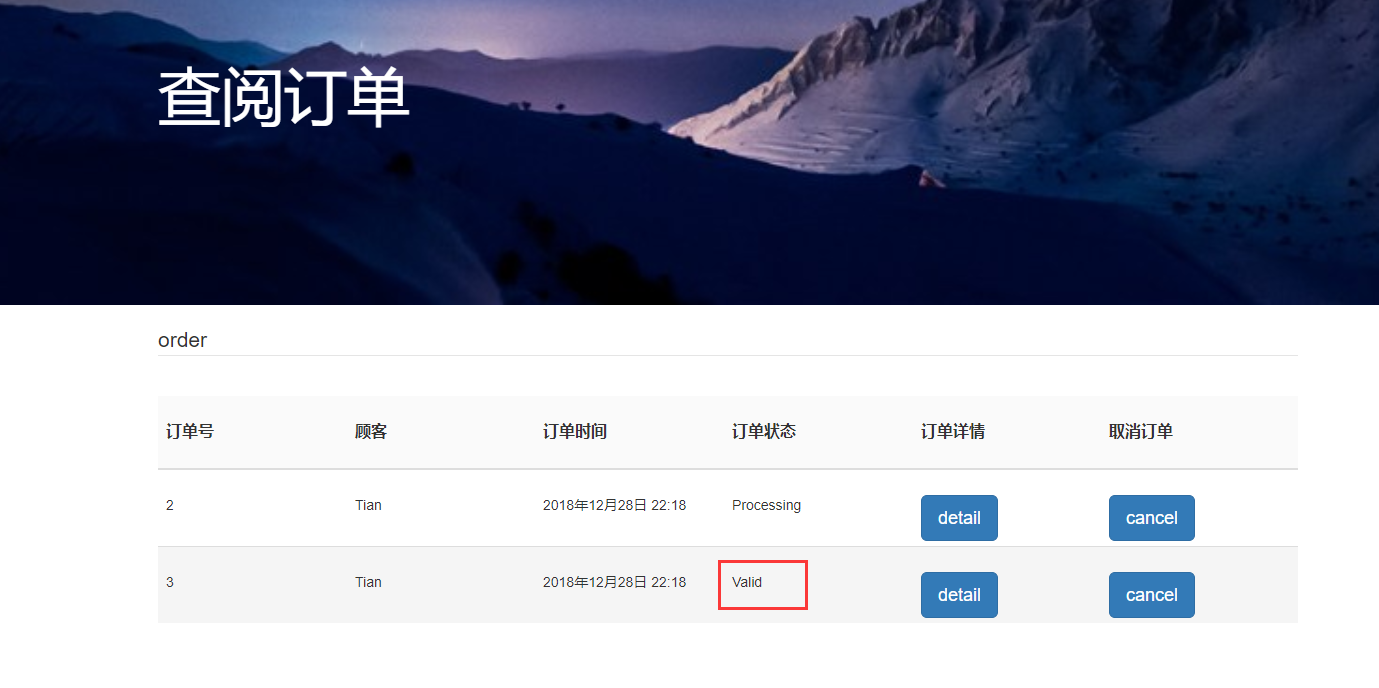 查阅订单
order
订单号 顾客 订单时间 订单状态 订单详情 取消订单
2 Tian 2018年12月28日 22:18 Processing detail cancel
3 Tian 2018年12月28日 22:18 Valid detail cancel